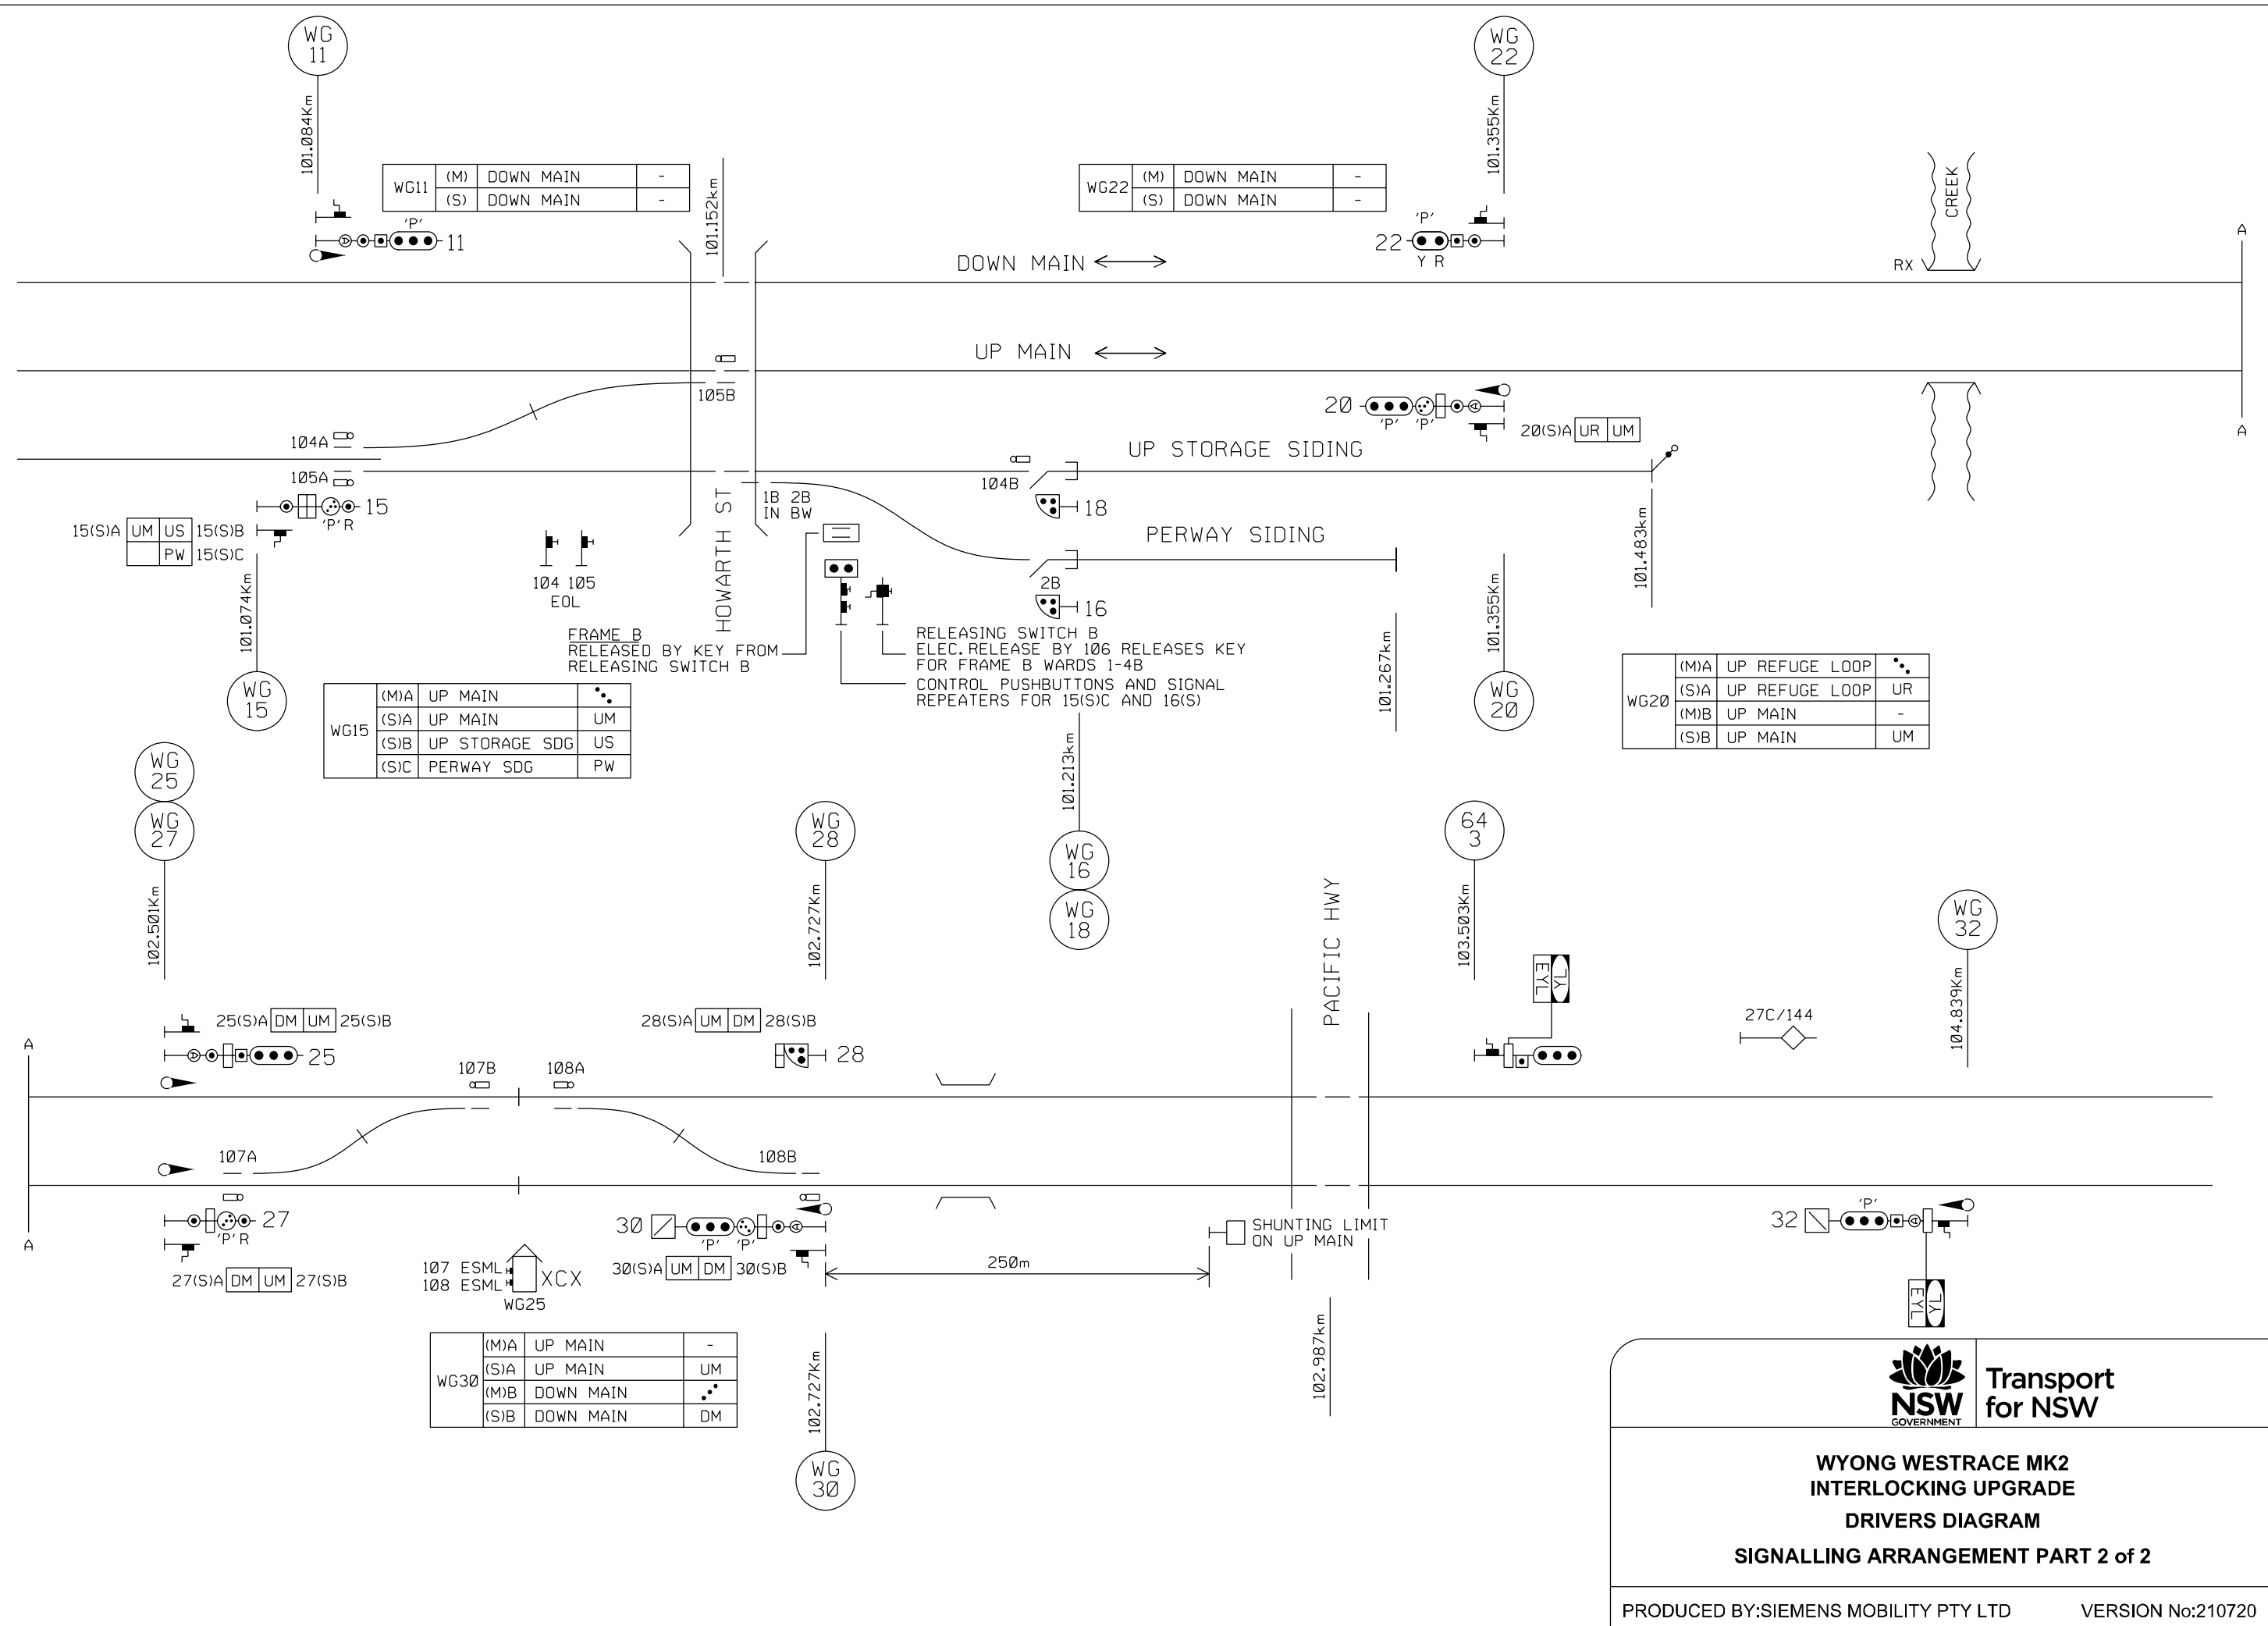 WG
11
WG
22
101.084Km
101.355Km
WG11 (M) DOWN MAIN -
(S) DOWN MAIN -
101.152km
WG22 (M) DOWN MAIN -
(S) DOWN MAIN -
CREEK
'P'
11
'P'
22
Y R
RX
A
DOWN MAIN
UP MAIN
105B
20
'P' 'P'
20(S)A UR UM
A
104A
UP STORAGE SIDING
105A
104B
15
'P' R
15(S)A UM US 15(S)B
PW 15(S)C
1B 2B
IN BW
18
PERWAY SIDING
HOWARTH ST
104 105
EOL
2B
16
101.074Km
101.355Km
101.483km
101.267km
FRAME B
RELEASED BY KEY FROM
RELEASING SWITCH B
RELEASING SWITCH B
ELEC.RELEASE BY 106 RELEASES KEY
FOR FRAME B WARDS 1-4B
CONTROL PUSHBUTTONS AND SIGNAL
REPEATERS FOR 15(S)C AND 16(S)
WG
15
WG
20
WG15 (M)A UP MAIN
(S)A UP MAIN UM
(S)B UP STORAGE SDG US
(S)C PERWAY SDG PW
WG20 (M)A UP REFUGE LOOP
(S)A UP REFUGE LOOP UR
(M)B UP MAIN -
(S)B UP MAIN UM
101.213km
WG
25
WG
27
WG
28
WG
16
WG
18
64
3
WG
32
102.501Km
102.727Km
PACIFIC HWY
103.503Km
104.839Km
EYL YL
25(S)A DM UM 25(S)B
28(S)A UM DM 28(S)B
27C/144
A
25
28
107B
108A
107A
108B
A
27
'P' R
30
'P' 'P'
SHUNTING LIMIT
ON UP MAIN
'P'
32
27(S)A DM UM 27(S)B
107 ESML
108 ESML
XCX
WG25
30(S)A UM DM 30(S)B
250m
EYL YL
WG30 (M)A UP MAIN -
(S)A UP MAIN UM
(M)B DOWN MAIN
(S)B DOWN MAIN DM
102.727Km
102.987km
WG
30
NSW
GOVERNMENT
Transport
for NSW
WYONG WESTRACE MK2
INTERLOCKING UPGRADE
DRIVERS DIAGRAM
SIGNALLING ARRANGEMENT PART 2 of 2
PRODUCED BY:SIEMENS MOBILITY PTY LTD VERSION No:210720